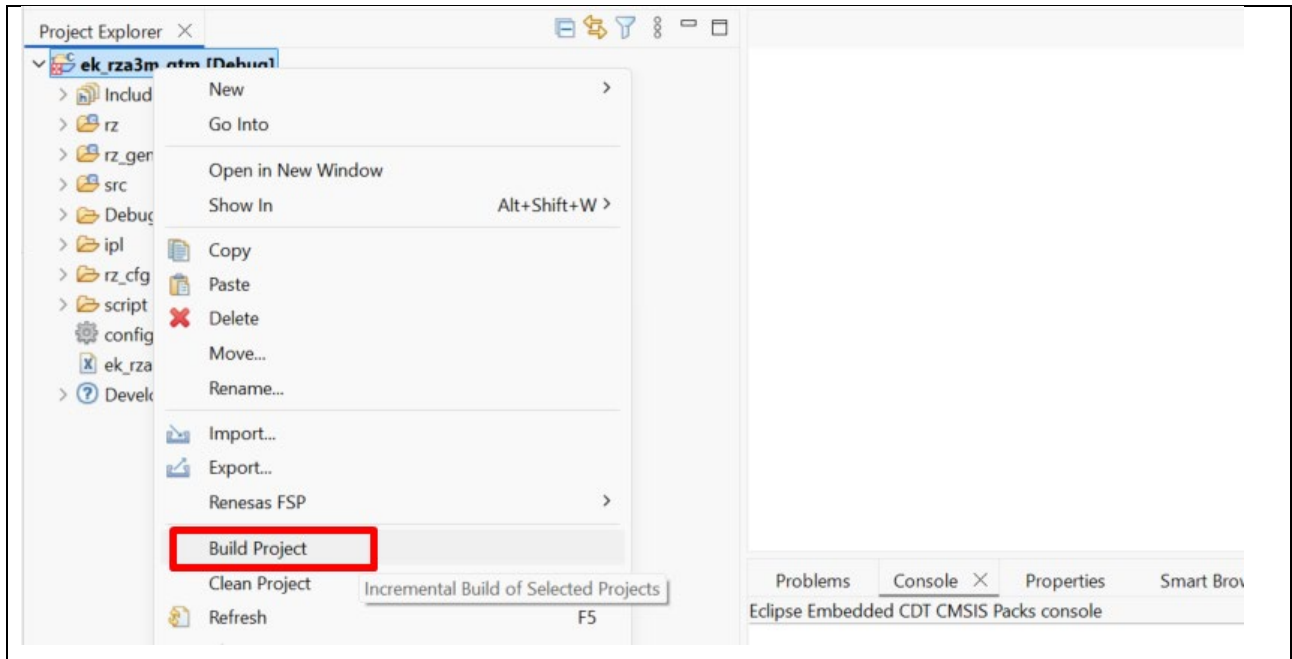 Project Explorer
ek_rza3m_gtm [Debug]
Includ
rz
rz_gen
src
Debug
ipl
rz_cfg
script
config
ek_rza
Develo
New
Go Into
Open in New Window
Show In Alt+Shift+W >
Copy
Paste
Delete
Move...
Rename...
Import...
Export...
Renesas FSP
Build Project
Clean Project
Incremental Build of Selected Projects
Refresh F5
Problems Console Properties Smart Brow
Eclipse Embedded CDT CMSIS Packs console